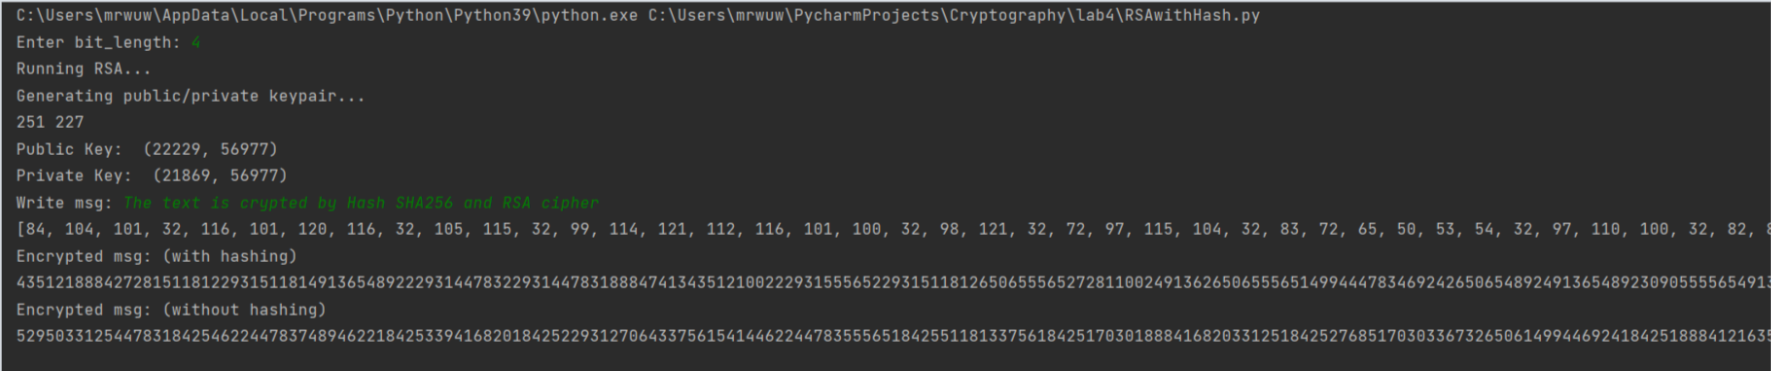 C:\Users\mrwuw\AppData\Local\Programs\Python\Python39\python.exe C:\Users\mrwuw\PycharmProjects\Cryptography\lab4\RSAwithHash.py
Enter bit_length: 4
Running RSA...
Generating public/private keypair...
251 227
Public Key:  (22229, 56977)
Private Key:  (21869, 56977)
Write msg: The text is crypted by Hash SHA256 and RSA cipher
[84, 104, 101, 32, 116, 101, 120, 116, 32, 105, 115, 32, 99, 114, 121, 112, 116, 101, 100, 32, 98, 121, 32, 72, 97, 115, 104, 32, 83, 72, 65, 50, 53, 54, 32, 97, 110, 100, 32, 82, 8
Encrypted msg: (with hashing)
4351218884272815118122931511814913654892229314478322931447831888474134351210022293155565229315118126506555652728110024913626506555651499444783469242650654892491365489230905555654913
Encrypted msg: (without hashing)
5295033125447831842546224478374894622184253394168201842522931270643375615414462244783555651842551181337561842517030188841682033125184252768517030336732650614994469241842518884121635